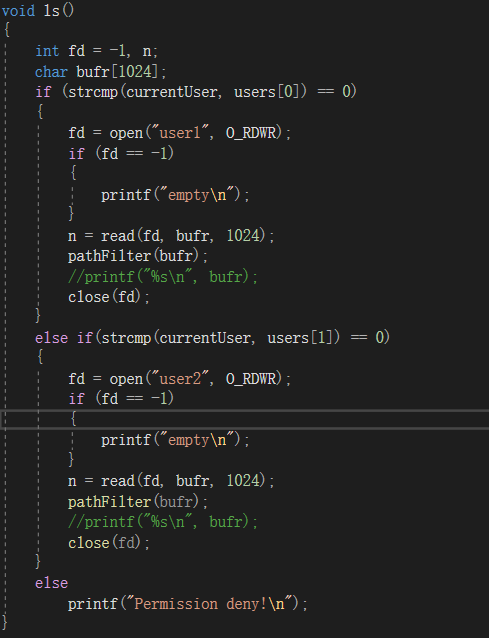 void ls()
{
int fd = -1, n;
char bufr[1024];
if (strcmp(currentUser, users[0]) == 0)
{
fd = open("user1", O_RDWR);
if (fd == -1)
{
printf("empty\n");
}
n = read(fd, bufr, 1024);
pathFilter(bufr);
//printf("%s\n", bufr);
close(fd);
}
else if(strcmp(currentUser, users[1]) == 0)
{
fd = open("user2", O_RDWR);
if (fd == -1)
{
printf("empty\n");
}
n = read(fd, bufr, 1024);
pathFilter(bufr);
//printf("%s\n", bufr);
close(fd);
}
else
printf("Permission deny!\n");
}